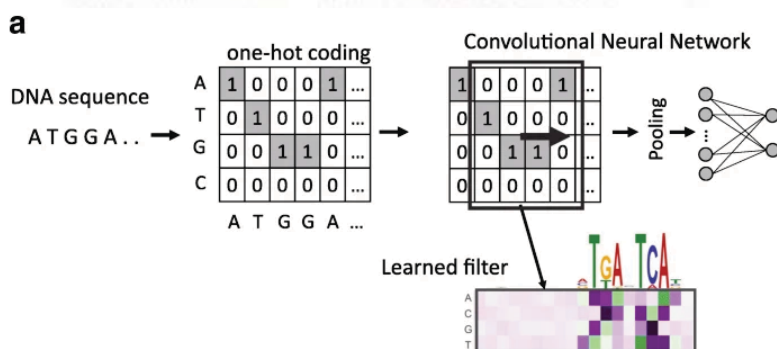 a
one-hot coding
Convolutional Neural Network
DNA sequence
A T G G A . .
A 1 0 0 0 1 ...
T 0 1 0 0 0 ...
G 0 0 1 1 0 ...
C 0 0 0 0 0 ...
A T G G A ...
1 0 0 0 1 ..
0 1 0 0 0 ..
0 0 1 1 0 ..
0 0 0 0 0 ..
Pooling
...
Learned filter
TGA TCA
A
C
G
T